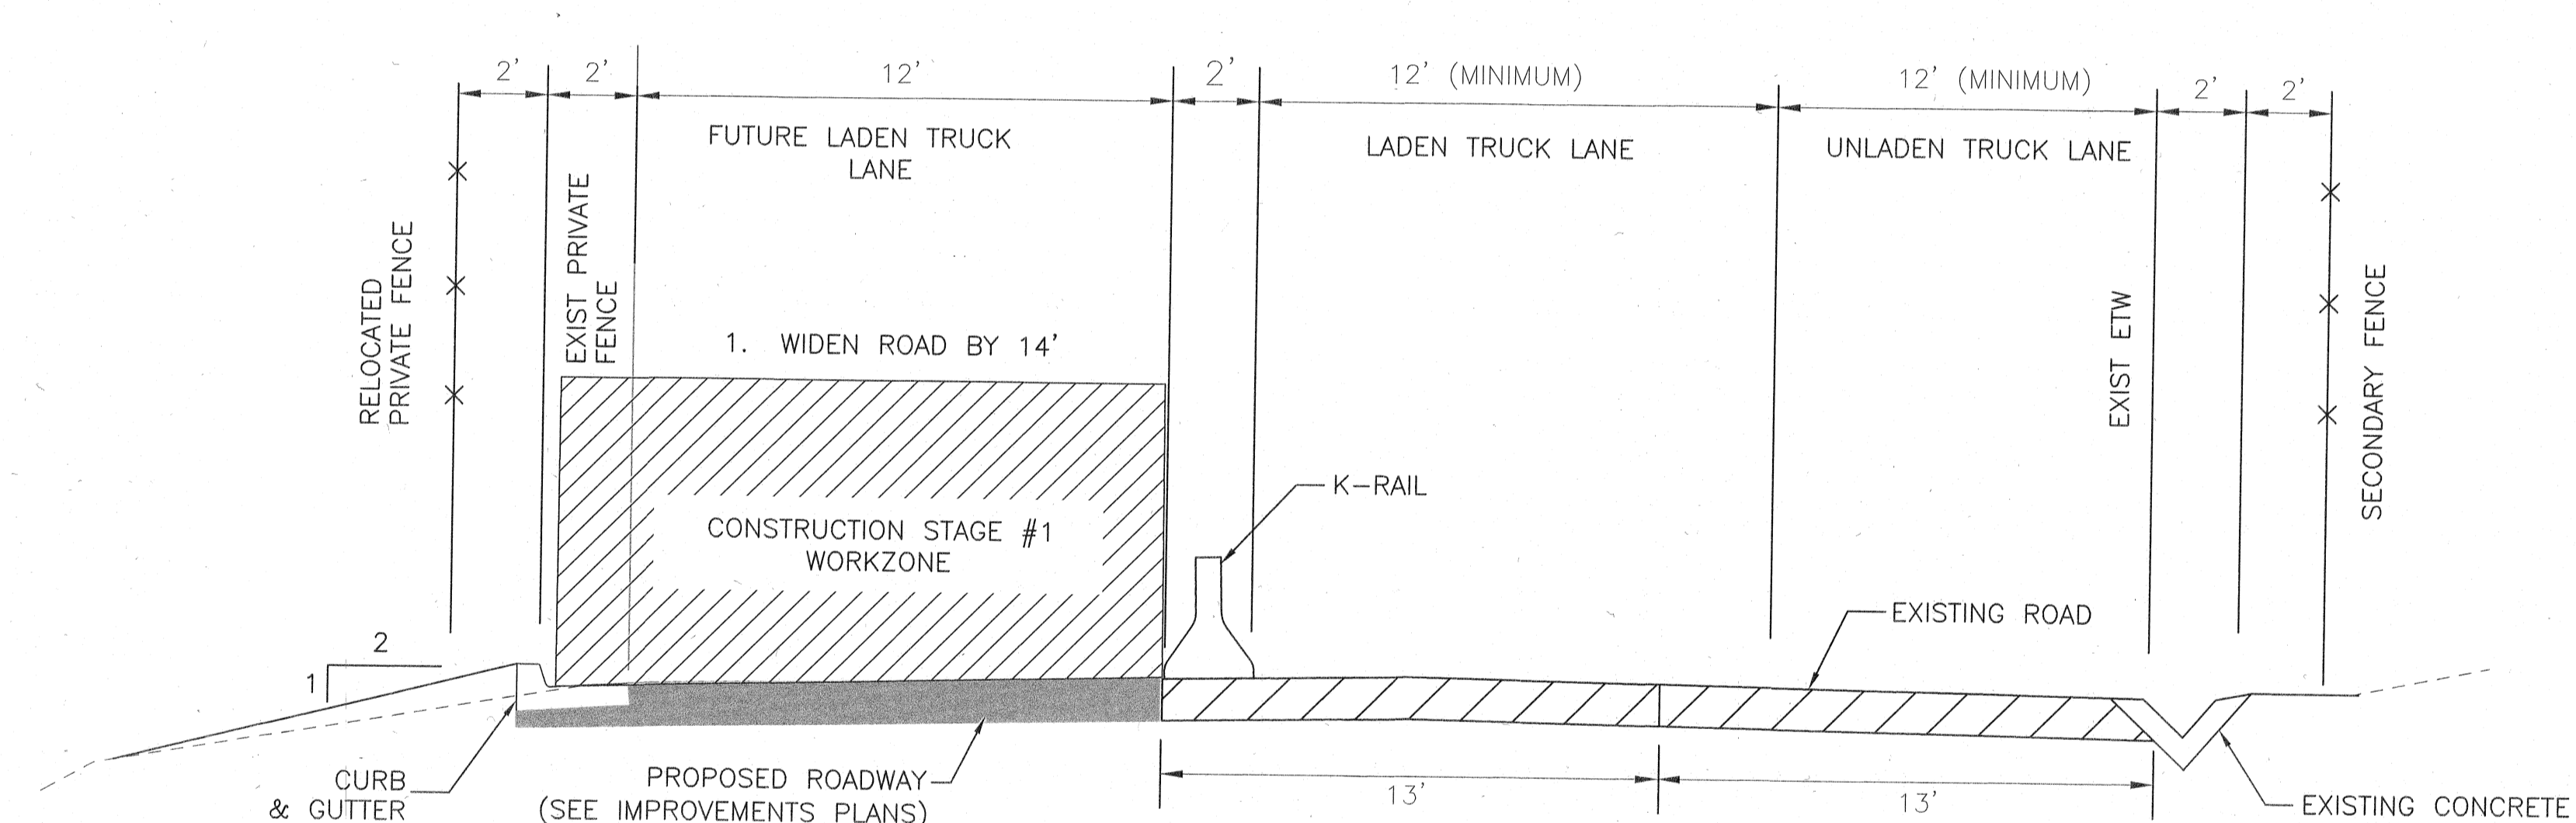 2'
2'
12'
2'
12' (MINIMUM)
12' (MINIMUM)
2'
2'
FUTURE LADEN TRUCK
LANE
LADEN TRUCK LANE
UNLADEN TRUCK LANE
RELOCATED
PRIVATE FENCE
EXIST PRIVATE
FENCE
1. WIDEN ROAD BY 14'
EXIST ETW
SECONDARY FENCE
K-RAIL
CONSTRUCTION STAGE #1
WORKZONE
EXISTING ROAD
2
1
CURB
& GUTTER
PROPOSED ROADWAY
(SEE IMPROVEMENTS PLANS)
13'
13'
EXISTING CONCRETE